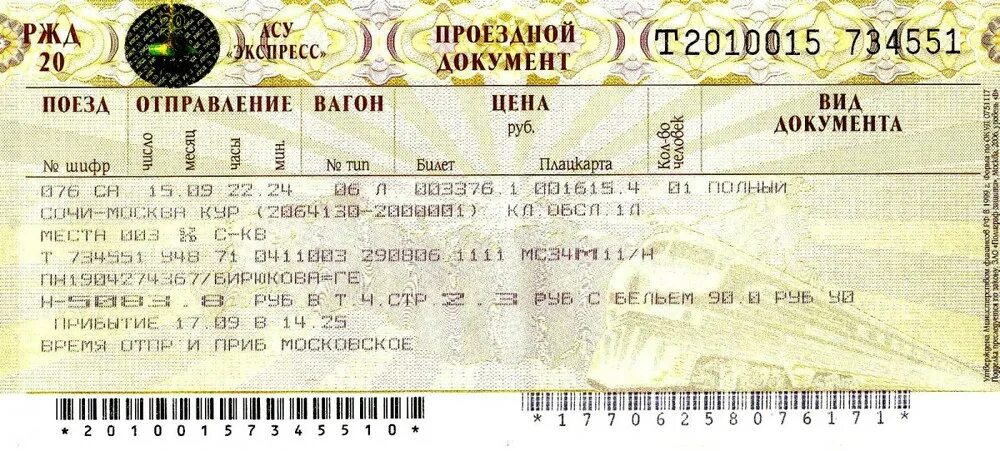 РЖД АСУ ПРОЕЗДНОЙ Т2010015 734551
20 «ЭКСПРЕСС» ДОКУМЕНТ
ПОЕЗД ОТПРАВЛЕНИЕ ВАГОН ЦЕНА ВИД
руб. ДОКУМЕНТА
№ шифр число месяц часы мин. № тип Билет Плацкарта Кол-во человек
076 СА 15.09 22.24 06 Л 003376.1 001615.4 01 ПОЛНЫЙ
СОЧИ-МОСКВА КУР (2064130-2000001) КЛ.ОБСЛ.1Л
МЕСТА 003 С-КВ
Т 734551 948 71 0411003 290806 1111 МС34М11/Н
ПН1904274367/БИРЮКОВА=ГЕ
Н-5083.8 РУБ В Т.Ч.СТР 2.3 РУБ С БЕЛЬЕМ 90.0 РУБ У0
ПРИБЫТИЕ 17.09 В 14.25
ВРЕМЯ ОТПР И ПРИБ МОСКОВСКОЕ
*20100157345510*
*17706258076171*